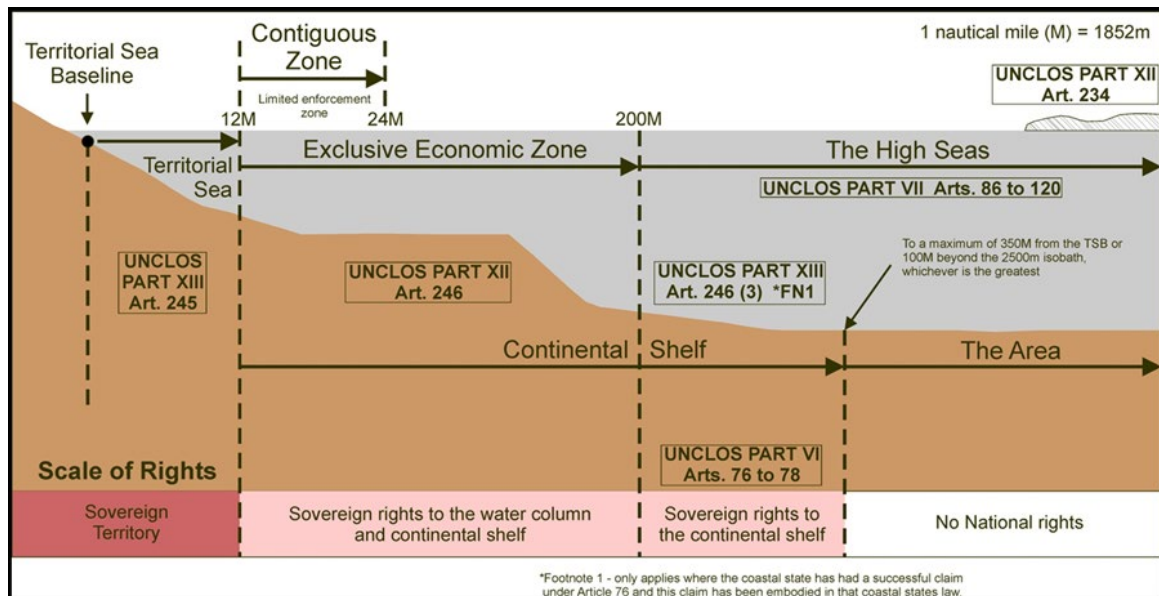 Territorial Sea
Baseline
Contiguous
Zone
Limited enforcement
zone
1 nautical mile (M) = 1852m
UNCLOS PART XII
Art. 234
12M
24M
200M
Territorial
Sea
Exclusive Economic Zone
The High Seas
UNCLOS PART VII Arts. 86 to 120
UNCLOS
PART XIII
Art. 245
UNCLOS PART XII
Art. 246
UNCLOS PART XIII
Art. 246 (3) *FN1
To a maximum of 350M from the TSB or
100M beyond the 2500m isobath,
whichever is the greatest
Continental Shelf
The Area
UNCLOS PART VI
Arts. 76 to 78
Scale of Rights
Sovereign
Territory
Sovereign rights to the water column
and continental shelf
Sovereign rights to
the continental shelf
No National rights
*Footnote 1 - only applies where the coastal state has had a successful claim
under Article 76 and this claim has been embodied in that coastal states law.